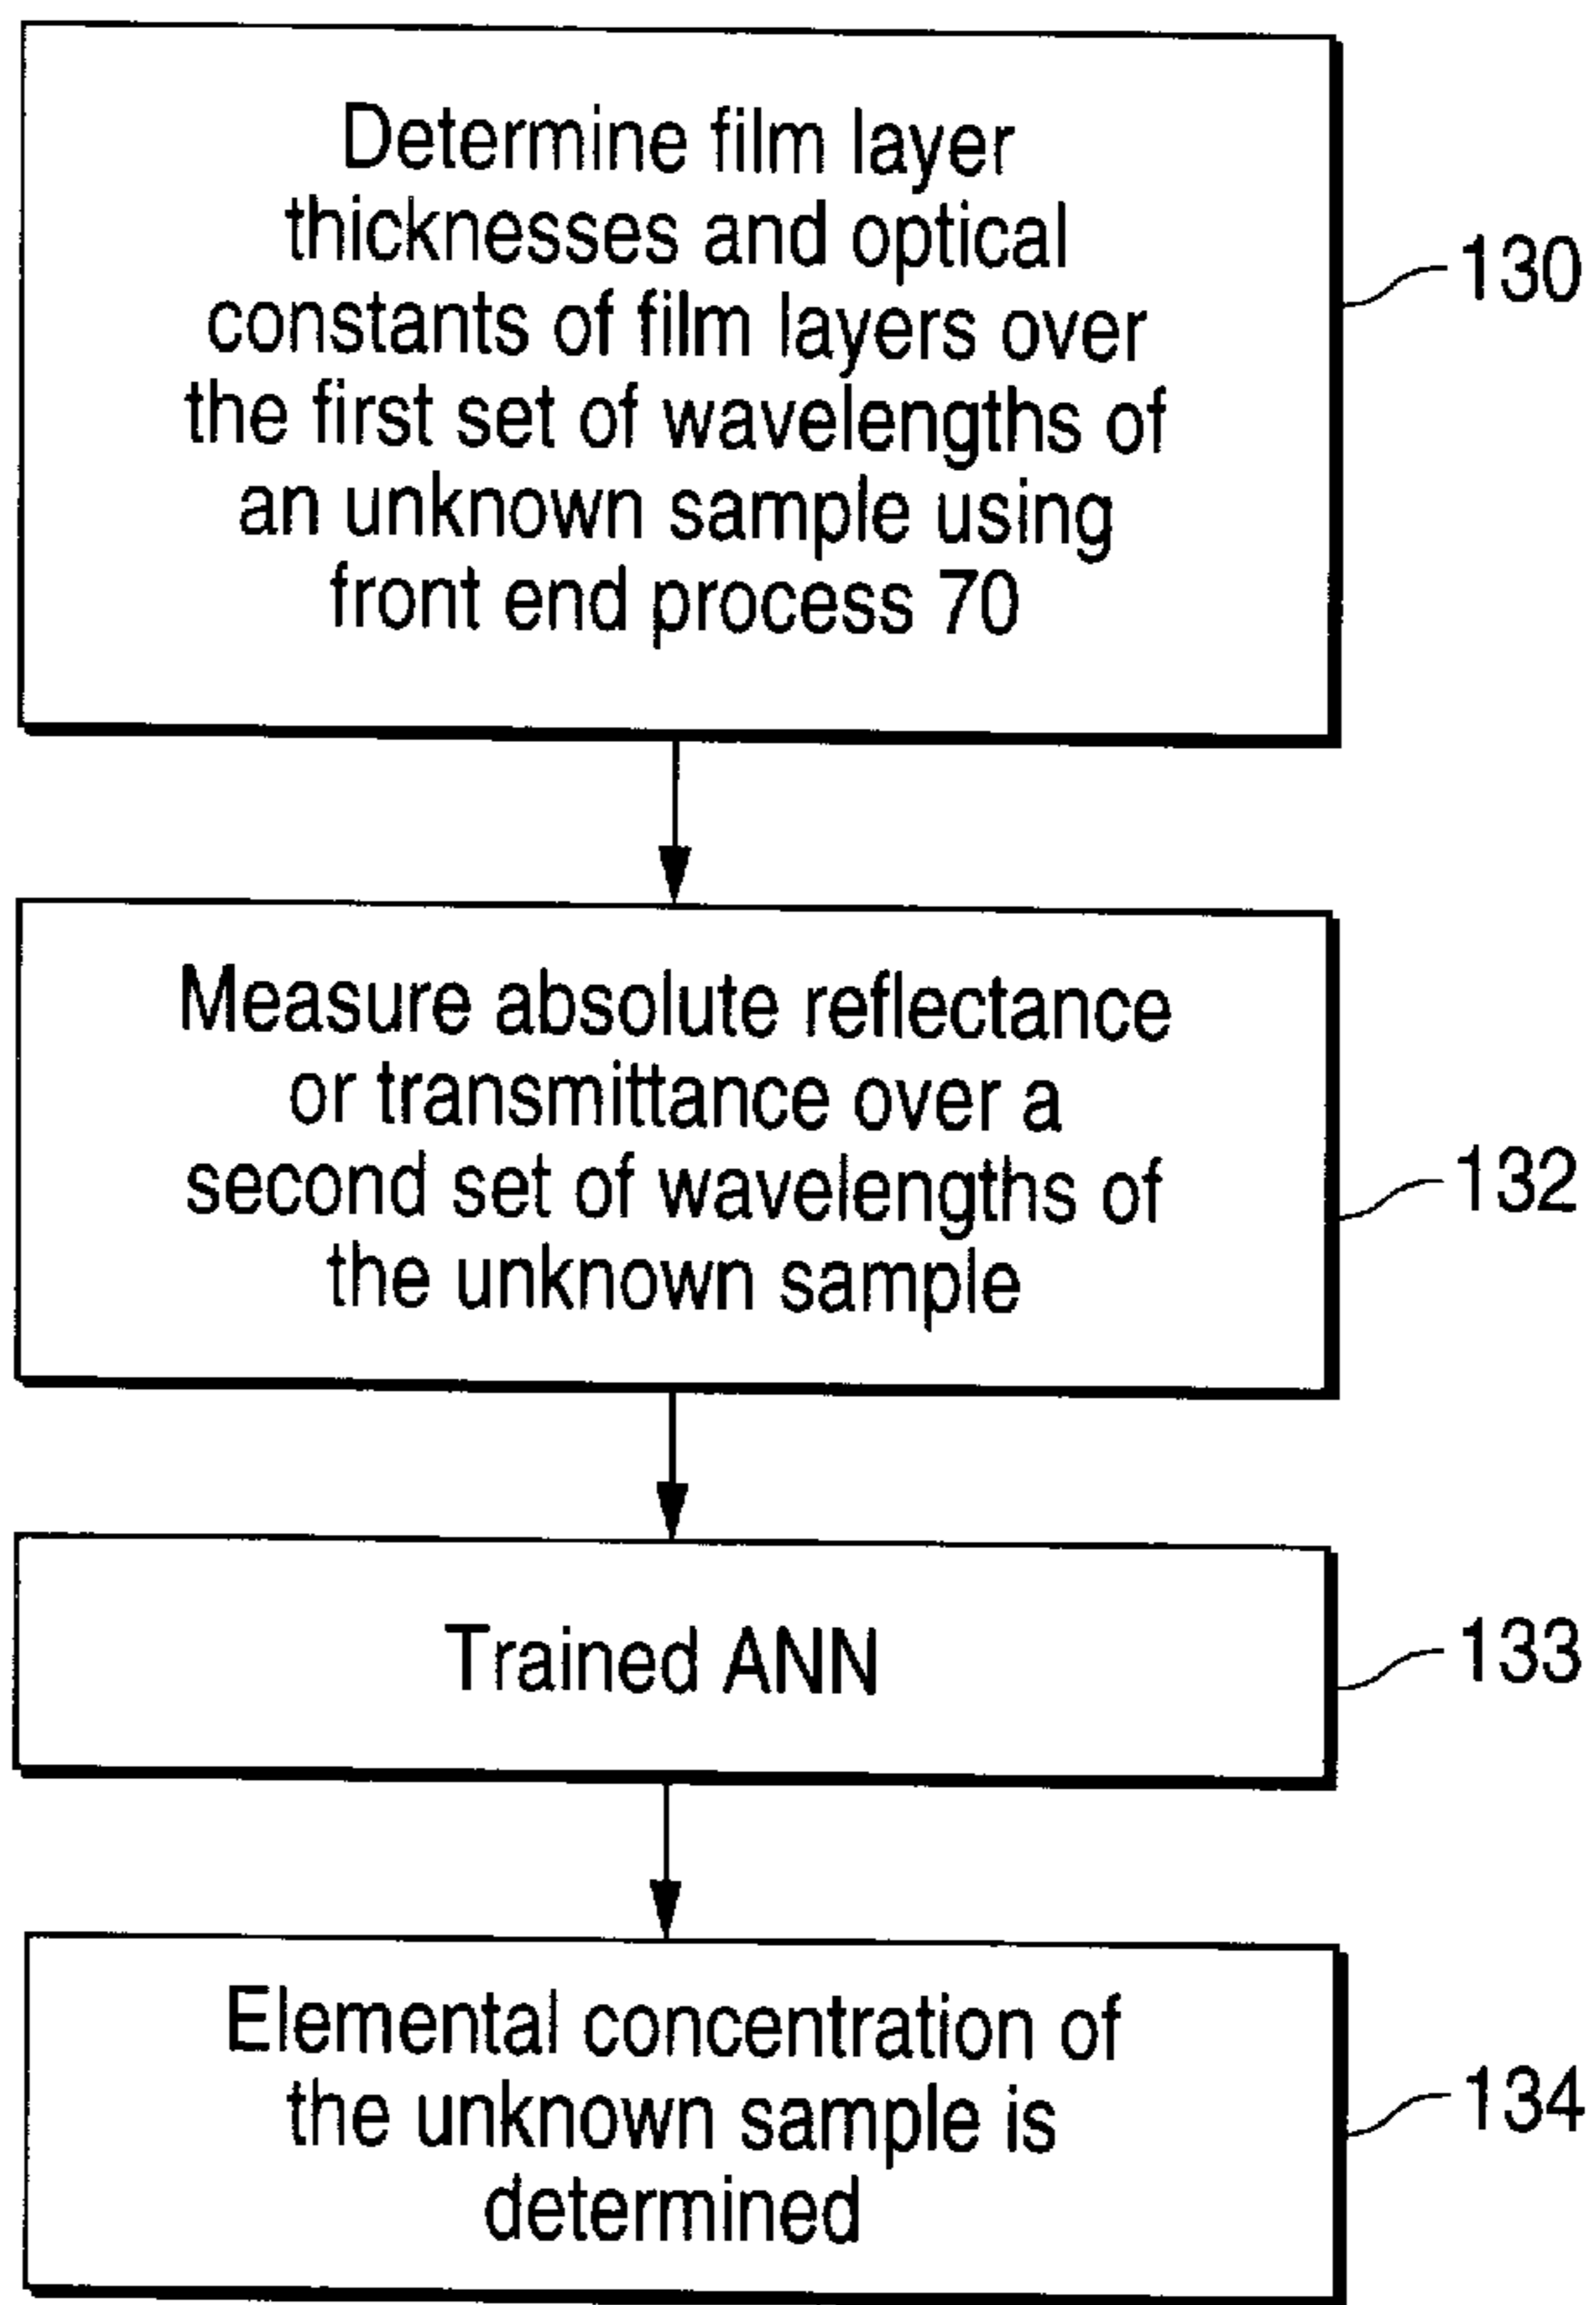 Determine film layer
thicknesses and optical
constants of film layers over
the first set of wavelengths of
an unknown sample using
front end process 70
130
Measure absolute reflectance
or transmittance over a
second set of wavelengths of
the unknown sample
132
Trained ANN
133
Elemental concentration of
the unknown sample is
determined
134